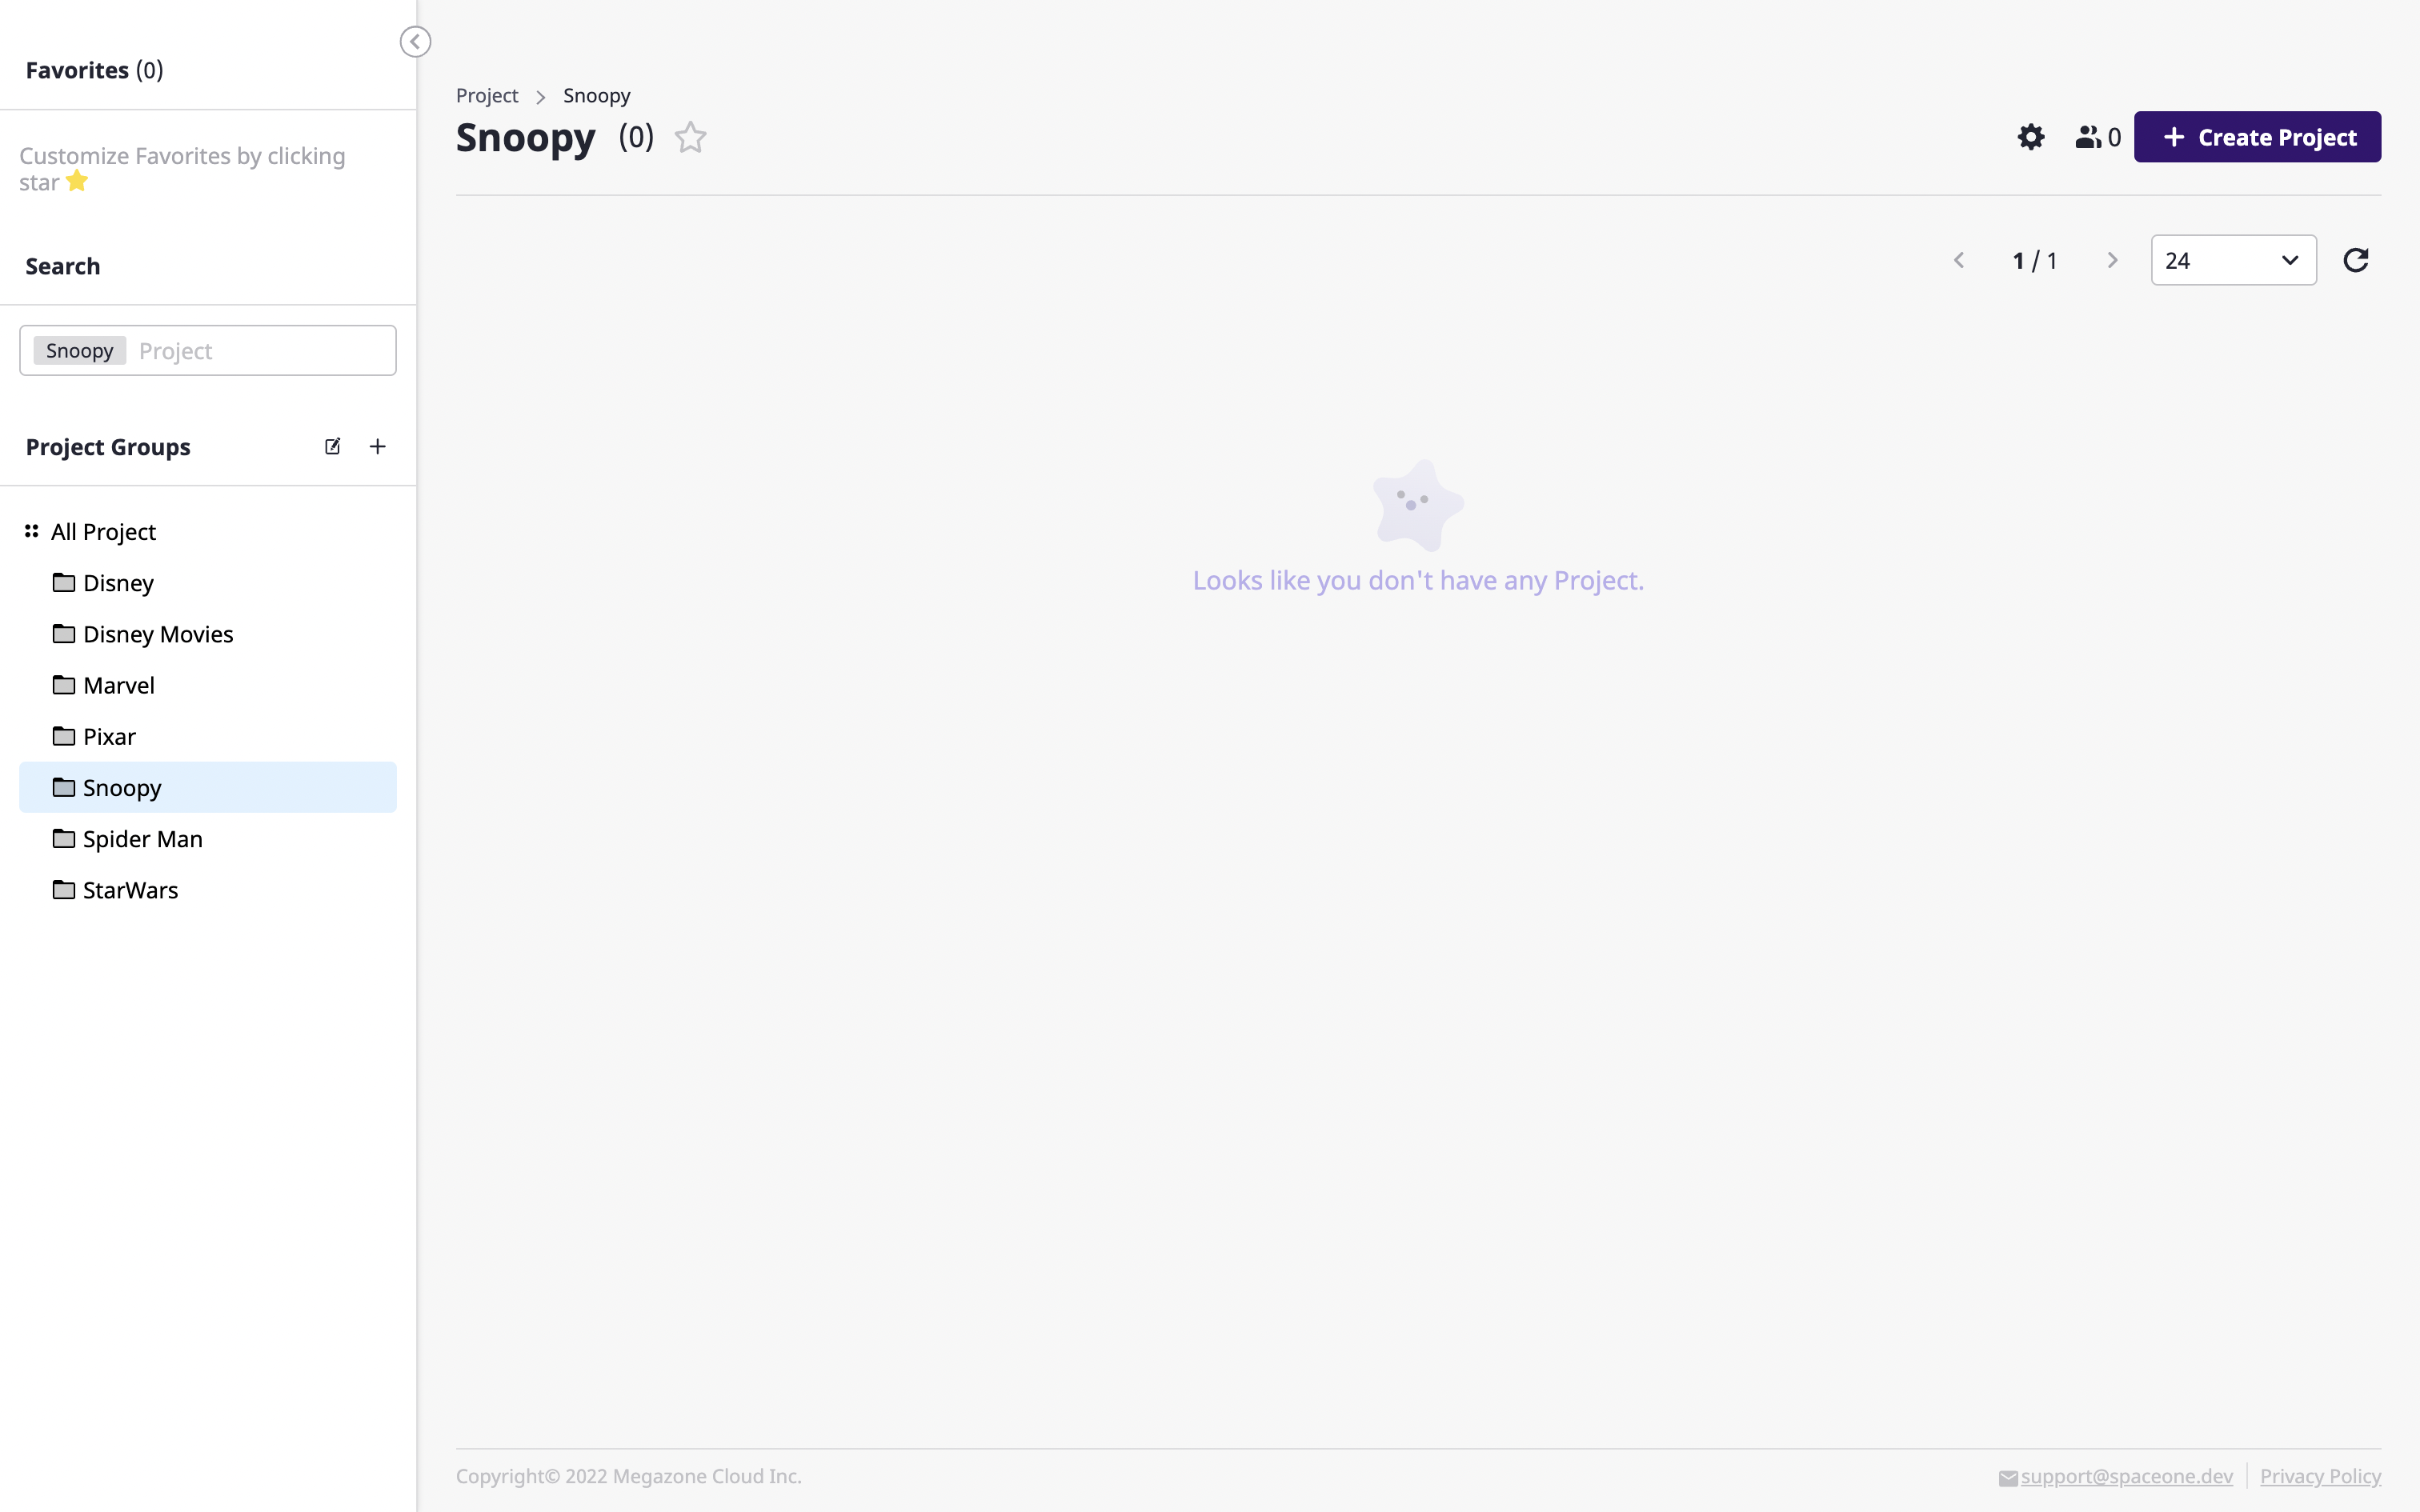 Favorites (0)
Customize Favorites by clicking
star
Search
Snoopy Project
Project Groups
All Project
Disney
Disney Movies
Marvel
Pixar
Snoopy
Spider Man
StarWars
Project Snoopy
Snoopy (0)
0
Create Project
1 / 1
24
Looks like you don't have any Project.
Copyright© 2022 Megazone Cloud Inc.
support@spaceone.dev
Privacy Policy